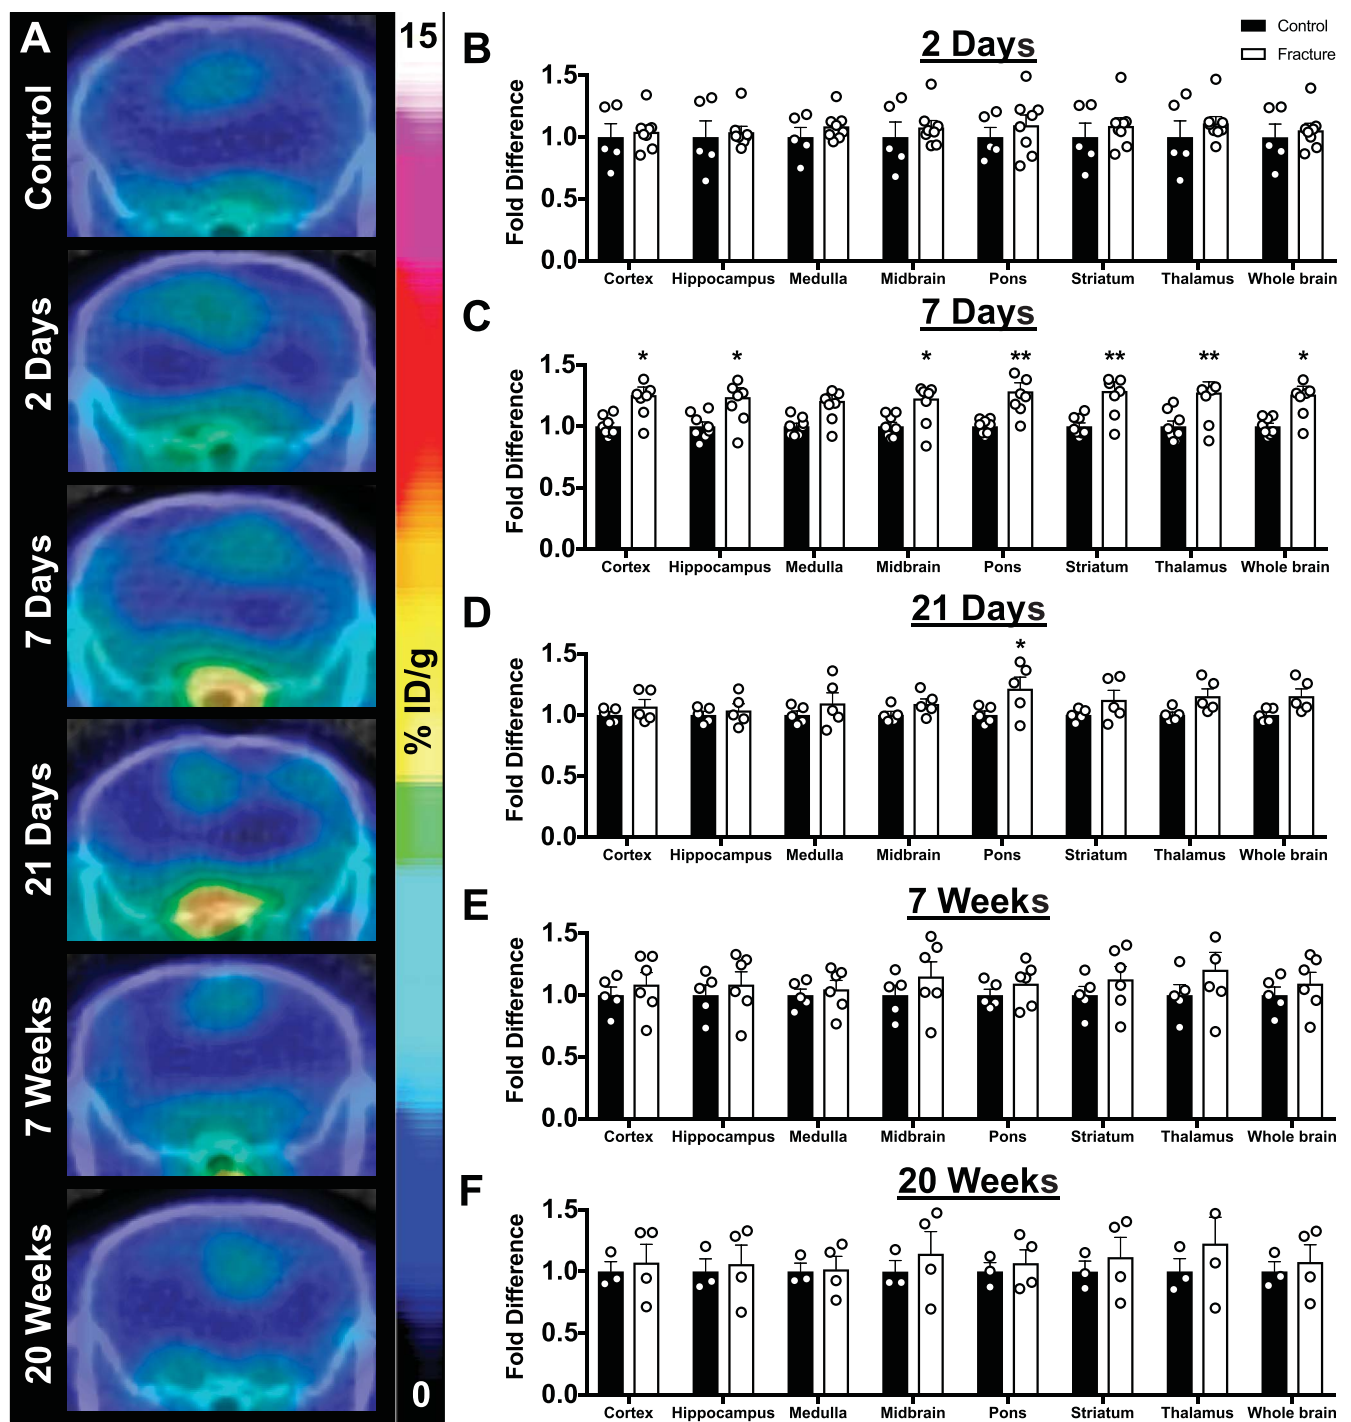 A
Control
2 Days
7 Days
21 Days
7 Weeks
20 Weeks
15
% ID/g
0
Control
Fracture
B
2 Days
Fold Difference
1.5
1.0
0.5
0.0
Cortex Hippocampus Medulla Midbrain Pons Striatum Thalamus Whole brain
C
7 Days
Fold Difference
1.5
1.0
0.5
0.0
* * * ** ** ** *
Cortex Hippocampus Medulla Midbrain Pons Striatum Thalamus Whole brain
D
21 Days
Fold Difference
1.5
1.0
0.5
0.0
*
Cortex Hippocampus Medulla Midbrain Pons Striatum Thalamus Whole brain
E
7 Weeks
Fold Difference
1.5
1.0
0.5
0.0
Cortex Hippocampus Medulla Midbrain Pons Striatum Thalamus Whole brain
F
20 Weeks
Fold Difference
1.5
1.0
0.5
0.0
Cortex Hippocampus Medulla Midbrain Pons Striatum Thalamus Whole brain